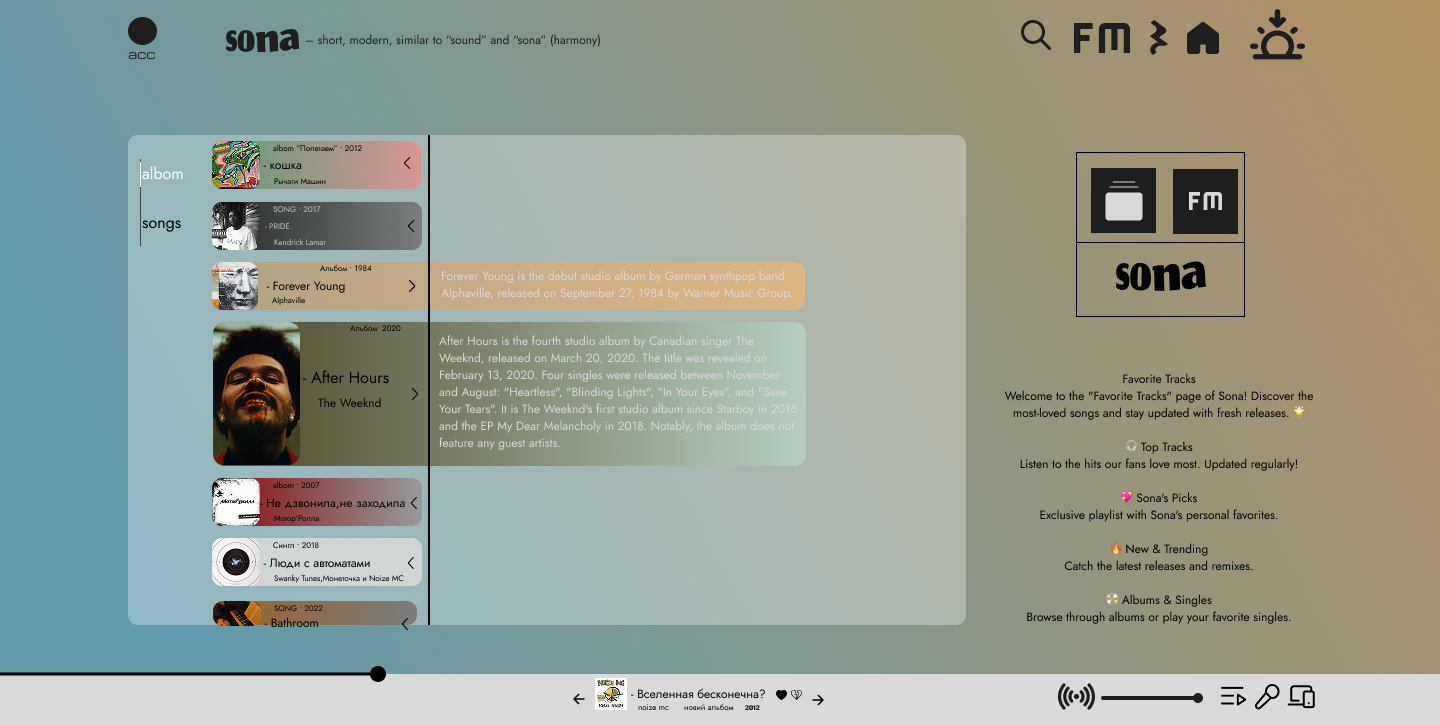 acc
sona – short, modern, similar to “sound” and “sona” (harmony)
FM
albom
songs
albom “Полетаем” · 2012
- кошка
Рычаги Машин
SONG · 2017
- PRIDE.
Kendrick Lamar
Альбом · 1984
- Forever Young
Alphaville
Forever Young is the debut studio album by German synthpop band
Alphaville, released on September 27, 1984 by Warner Music Group.
Альбом· 2020
- After Hours
The Weeknd
After Hours is the fourth studio album by Canadian singer The
Weeknd, released on March 20, 2020. The title was revealed on
February 13, 2020. Four singles were released between November
and August: "Heartless", "Blinding Lights", "In Your Eyes", and "Save
Your Tears". It is The Weeknd's first studio album since Starboy in 2016
and the EP My Dear Melancholy in 2018. Notably, the album does not
feature any guest artists.
albom · 2007
- Не дзвонила,не заходила
Мотор'Ролла
Сингл · 2018
- Люди с автоматами
Swanky Tunes,Монеточка и Noize MC
SONG · 2022
- Bathroom
FM
sona
Favorite Tracks
Welcome to the "Favorite Tracks" page of Sona! Discover the
most-loved songs and stay updated with fresh releases. 🌟
🎧 Top Tracks
Listen to the hits our fans love most. Updated regularly!
💖 Sona's Picks
Exclusive playlist with Sona's personal favorites.
🔥 New & Trending
Catch the latest releases and remixes.
Albums & Singles
Browse through albums or play your favorite singles.
- Вселенная бесконечна?
noize mc новий альбом 2012